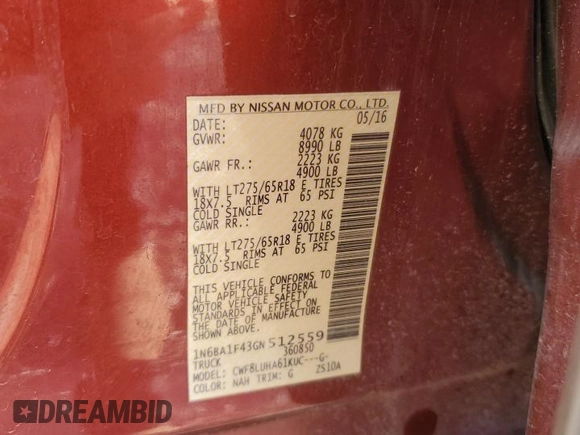 MFD BY NISSAN MOTOR CO., LTD.
DATE: 05/16
GVWR: 4078 KG
8990 LB
GAWR FR.: 2223 KG
4900 LB
WITH LT275/65R18 E TIRES
18X7.5 RIMS AT 65 PSI
COLD SINGLE
GAWR RR.: 2223 KG
4900 LB
WITH LT275/65R18 E TIRES
18X7.5 RIMS AT 65 PSI
COLD SINGLE
THIS VEHICLE CONFORMS TO
ALL APPLICABLE FEDERAL
MOTOR VEHICLE SAFETY
STANDARDS IN EFFECT ON
THE DATE OF MANUFACTURE
SHOWN ABOVE.
1N6BA1F43GN512559
TRUCK 360850
MODEL: CWF8LUHA61KUC---G-
COLOR: NAH TRIM: G ZS10A
DREAMBID